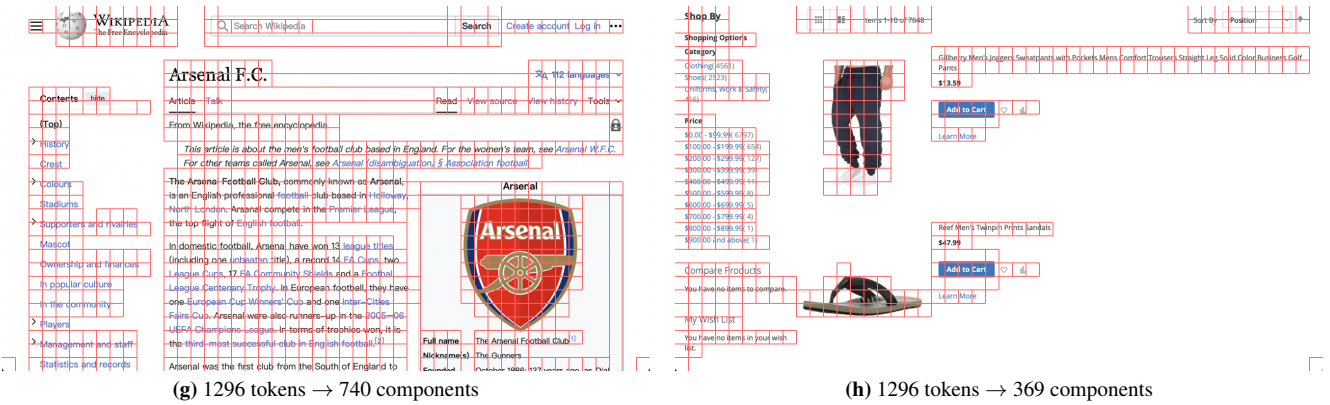 WIKIPEDIA
The Free Encyclopedia
Search Wikipedia
Search
Create account Log in
Arsenal F.C.
112 languages
Contents hide
Article Talk
Read View source View history Tools
(Top)
From Wikipedia, the free encyclopedia
History
This article is about the men's football club based in England. For the women's team, see Arsenal W.F.C.
For other teams called Arsenal, see Arsenal (disambiguation) § Association football.
Crest
Colours
Stadiums
Supporters and rivalries
Mascot
Ownership and finances
In popular culture
In the community
Players
Management and staff
Statistics and records
The Arsenal Football Club, commonly known as Arsenal,
is an English professional football club based in Holloway,
North London. Arsenal compete in the Premier League,
the top flight of English football.
In domestic football, Arsenal have won 13 league titles
(including one unbeaten title), a record 14 FA Cups, two
League Cups, 17 FA Community Shields and a Football
League Centenary Trophy. In European football, they have
one European Cup Winners' Cup and one Inter-Cities
Fairs Cup. Arsenal were also runners-up in the 2005–06
UEFA Champions League. In terms of trophies won, it is
the third-most successful club in English football.[2]
Arsenal was the first club from the South of England to
Arsenal
Arsenal
Full name The Arsenal Football Club[1]
Nickname(s) The Gunners
Founded October 1886; 137 years ago, as Dial
(g) 1296 tokens → 740 components
Shop By
Items 1-10 of 7648
Sort By Position
Shopping Options
Category
Clothing(4561)
Shoes(2523)
Uniforms, Work & Safety(
416)
Price
$0.00 - $99.99(6797)
$100.00 - $199.99(654)
$200.00 - $299.99(127)
$300.00 - $399.99(39)
$400.00 - $499.99(11)
$500.00 - $599.99(8)
$600.00 - $699.99(5)
$700.00 - $799.99(4)
$800.00 - $899.99(1)
$900.00 and above(1)
Compare Products
You have no items to compare.
My Wish List
You have no items in your wish
list.
Gillberry Men's Joggers Sweatpants with Pockets Mens Comfort Trousers Straight Leg Solid Color Business Golf
Pants
$13.59
Add to Cart
Learn More
Reef Men's Twinpin Prints Sandals
$47.99
Add to Cart
Learn More
(h) 1296 tokens → 369 components